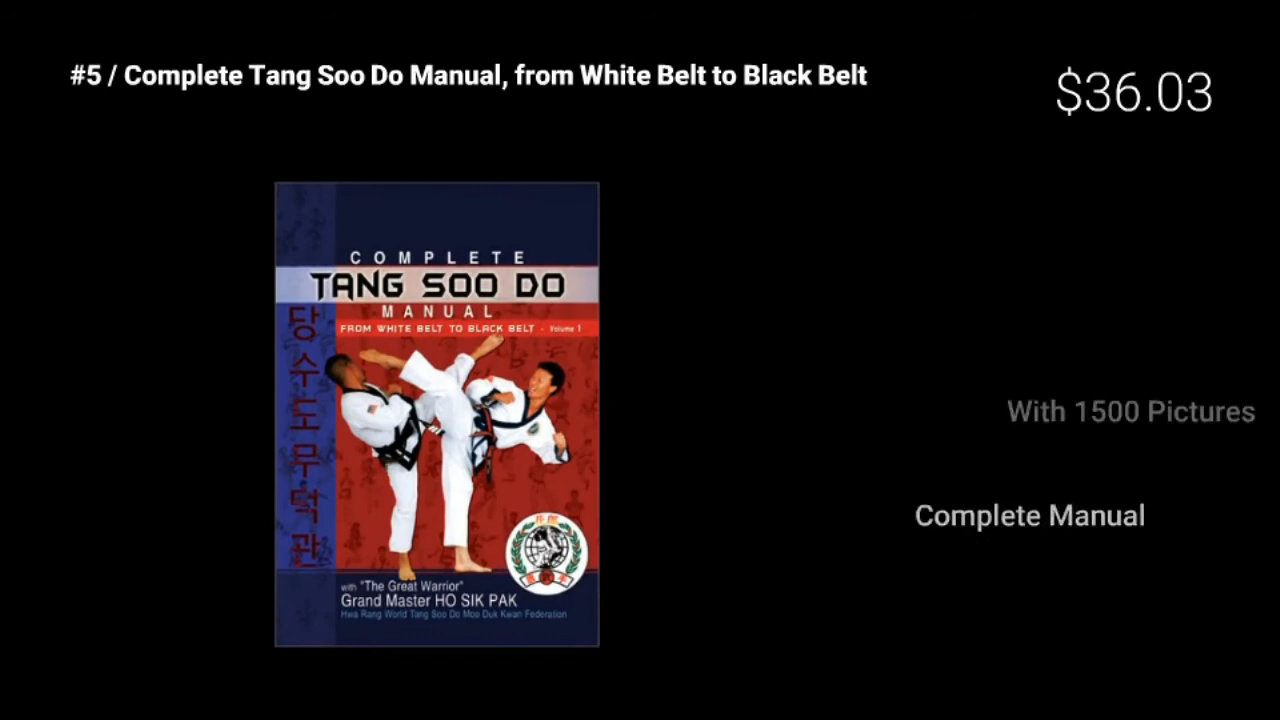 #5 / Complete Tang Soo Do Manual, from White Belt to Black Belt
$36.03
COMPLETE
TANG SOO DO
MANUAL
FROM WHITE BELT TO BLACK BELT - Volume 1
당수도무덕관
with "The Great Warrior"
Grand Master HO SIK PAK
Hwa Rang World Tang Soo Do Moo Duk Kwan Federation
With 1500 Pictures
Complete Manual